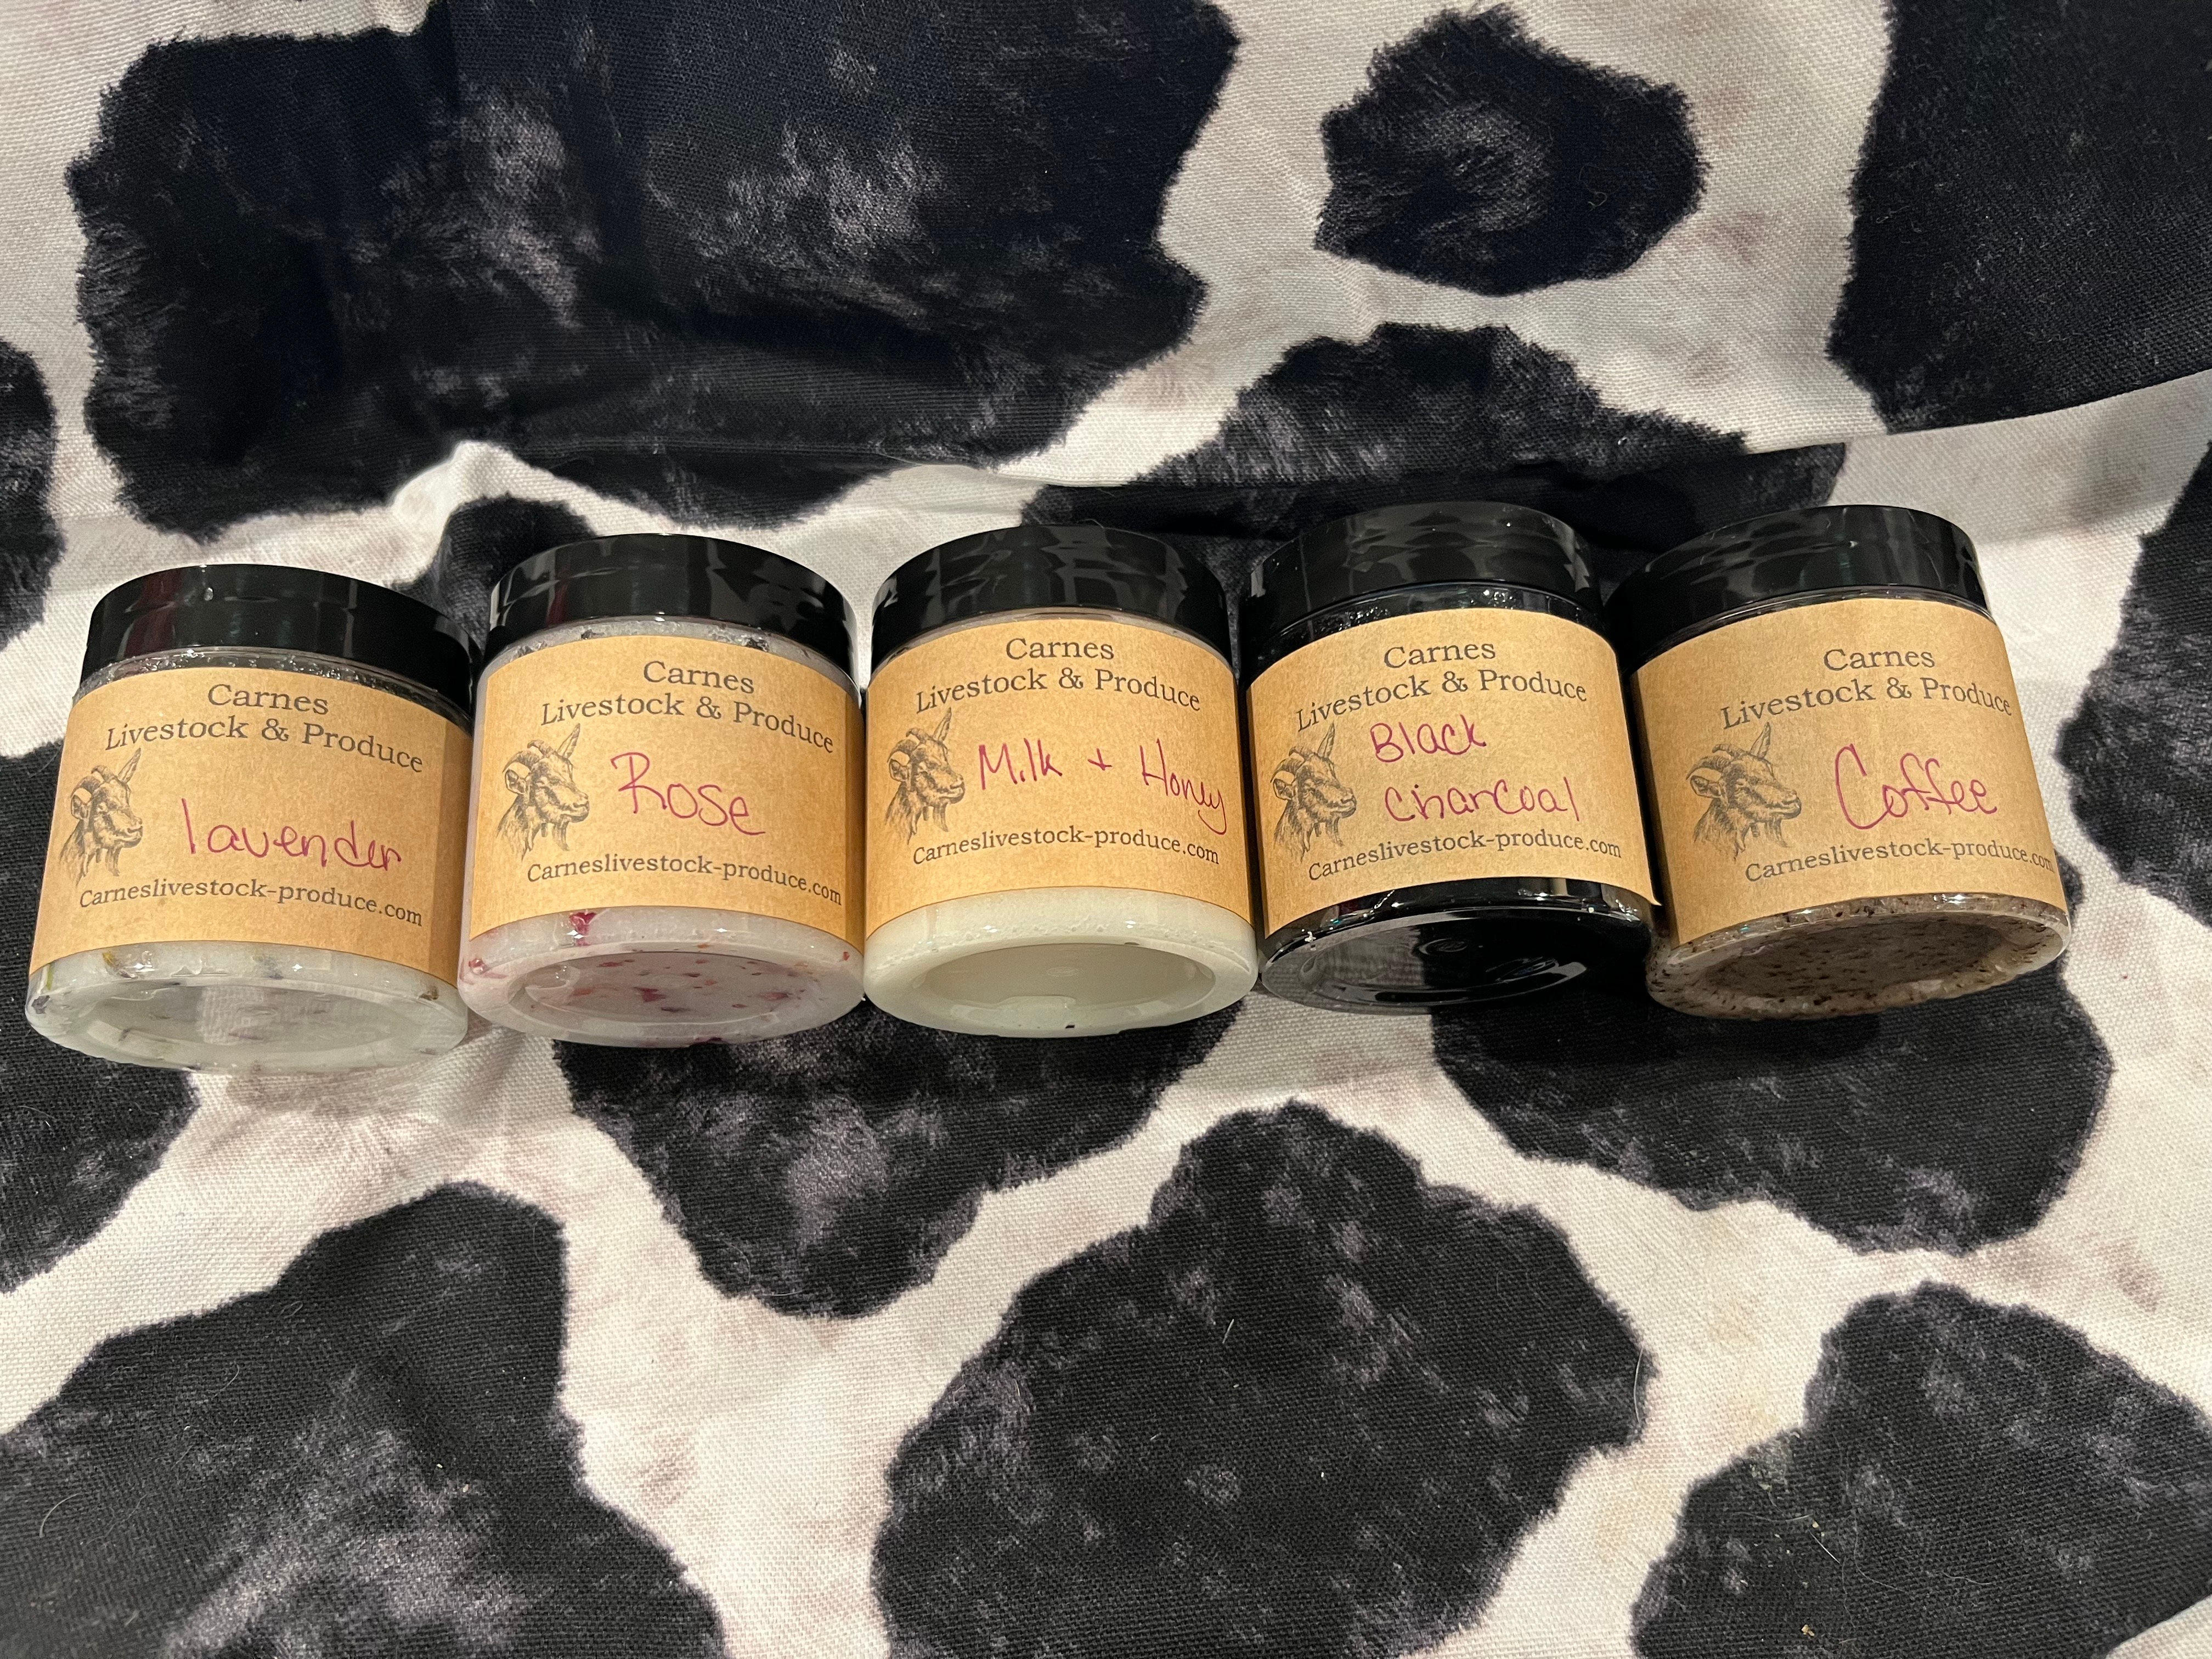 Carnes
Livestock & Produce
lavender
Carneslivestock-produce.com
Carnes
Livestock & Produce
Rose
Carneslivestock-produce.com
Carnes
Livestock & Produce
Milk + Honey
Carneslivestock-produce.com
Carnes
Livestock & Produce
Black
Charcoal
Carneslivestock-produce.com
Carnes
Livestock & Produce
Coffee
Carneslivestock-produce.com